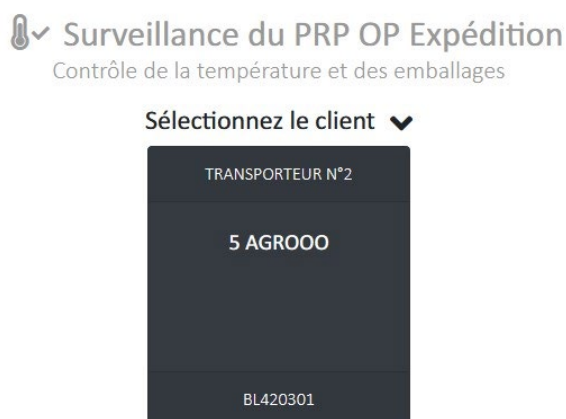 Surveillance du PRP OP Expédition
Contrôle de la température et des emballages
Sélectionnez le client
TRANSPORTEUR N°2
5 AGROOO
BL420301